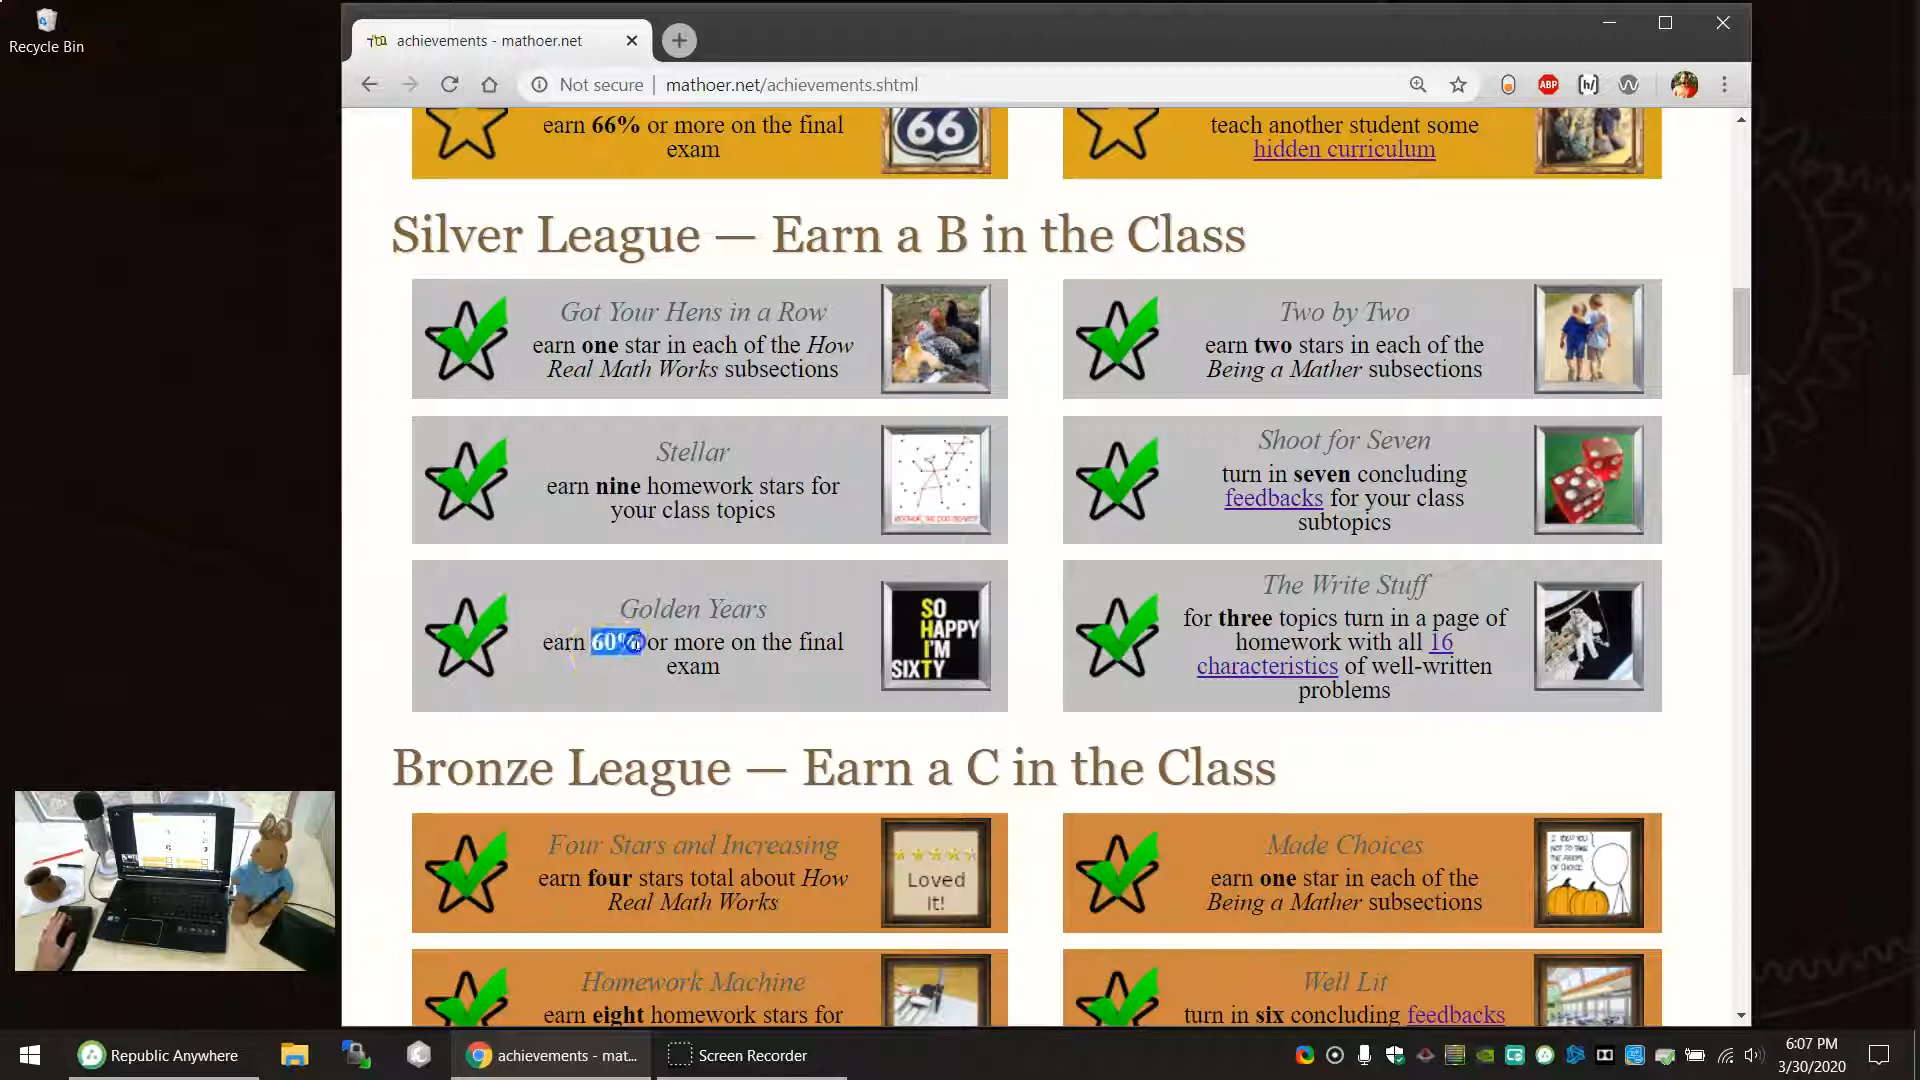 Recycle Bin
achievements - mathoer.net
Not secure
mathoer.net/achievements.shtml
ABP
[h/]
earn 66% or more on the final
exam
66
teach another student some
hidden curriculum
Silver League — Earn a B in the Class
Got Your Hens in a Row
earn one star in each of the How
Real Math Works subsections
Two by Two
earn two stars in each of the
Being a Mather subsections
Stellar
earn nine homework stars for
your class topics
Shoot for Seven
turn in seven concluding
feedbacks for your class
subtopics
Golden Years
earn 60% or more on the final
exam
SO
HAPPY
I'M
SIXTY
The Write Stuff
for three topics turn in a page of
homework with all 16
characteristics of well-written
problems
Bronze League — Earn a C in the Class
Four Stars and Increasing
earn four stars total about How
Real Math Works
Loved
It!
Made Choices
earn one star in each of the
Being a Mather subsections
Homework Machine
earn eight homework stars for
Well Lit
turn in six concluding feedbacks
Republic Anywhere
achievements - mat...
Screen Recorder
6:07 PM
3/30/2020